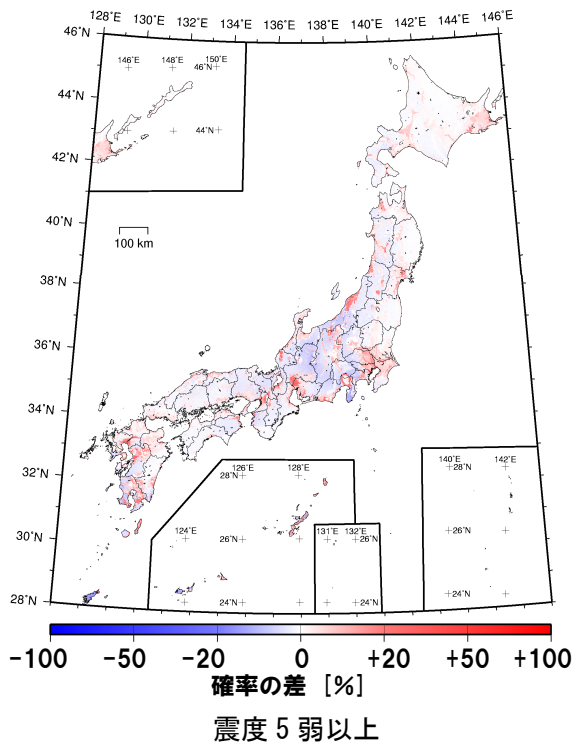 128˚E 130˚E 132˚E 134˚E 136˚E 138˚E 140˚E 142˚E 144˚E 146˚E
46˚N
146˚E 148˚E 150˚E
46˚N
44˚N
44˚N
42˚N
40˚N
100 km
38˚N
36˚N
34˚N
32˚N
126˚E 128˚E
28˚N
140˚E 142˚E
28˚N
30˚N
124˚E
26˚N
131˚E 132˚E
26˚N
26˚N
28˚N
24˚N
24˚N
24˚N
-100 -50 -20 0 +20 +50 +100
確率の差 [%]
震度5弱以上